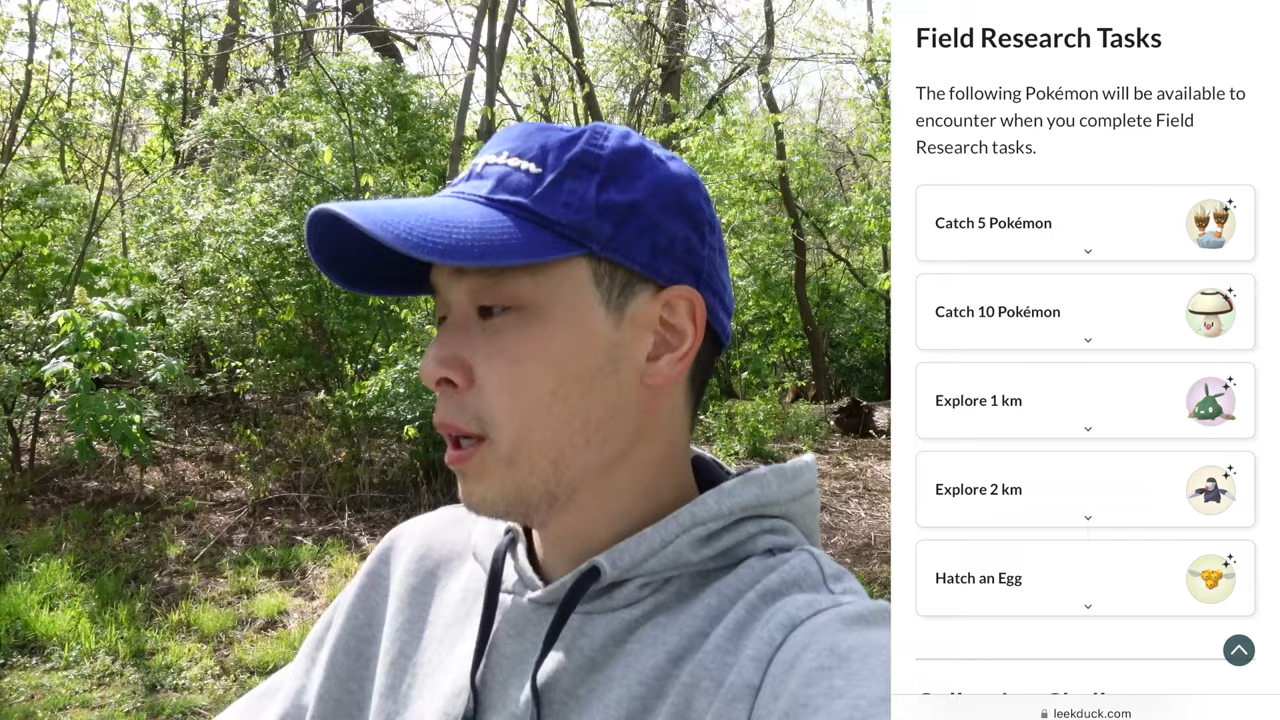 Field Research Tasks
The following Pokémon will be available to
encounter when you complete Field
Research tasks.
Catch 5 Pokémon
Catch 10 Pokémon
Explore 1 km
Explore 2 km
Hatch an Egg
leekduck.com